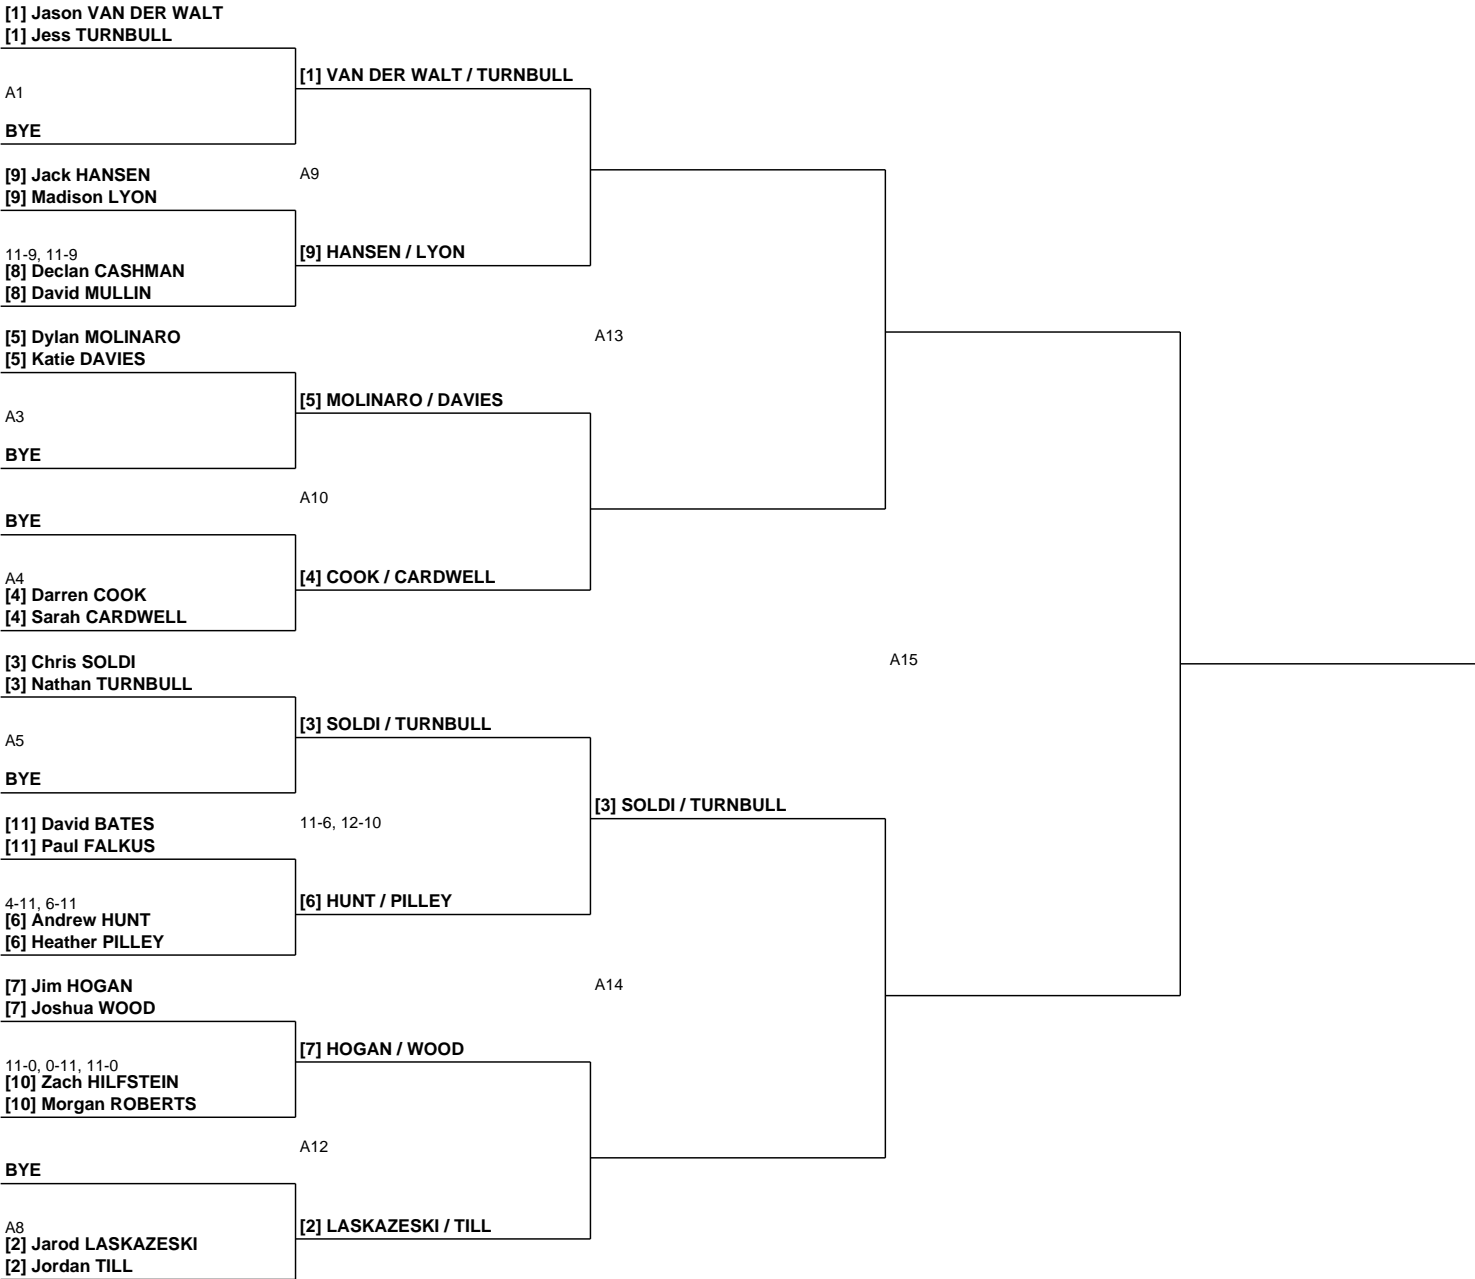 [1] Jason VAN DER WALT
[1] Jess TURNBULL
[1] VAN DER WALT / TURNBULL
A1
BYE
[9] Jack HANSEN
A9
[9] Madison LYON
11-9, 11-9
[9] HANSEN / LYON
[8] Declan CASHMAN
[8] David MULLIN
[5] Dylan MOLINARO
A13
[5] Katie DAVIES
[5] MOLINARO / DAVIES
A3
BYE
A10
BYE
A4
[4] COOK / CARDWELL
[4] Darren COOK
[4] Sarah CARDWELL
[3] Chris SOLDI
A15
[3] Nathan TURNBULL
[3] SOLDI / TURNBULL
A5
BYE
[3] SOLDI / TURNBULL
[11] David BATES
11-6, 12-10
[11] Paul FALKUS
4-11, 6-11
[6] HUNT / PILLEY
[6] Andrew HUNT
[6] Heather PILLEY
[7] Jim HOGAN
A14
[7] Joshua WOOD
[7] HOGAN / WOOD
11-0, 0-11, 11-0
[10] Zach HILFSTEIN
[10] Morgan ROBERTS
A12
BYE
A8
[2] LASKAZESKI / TILL
[2] Jarod LASKAZESKI
[2] Jordan TILL